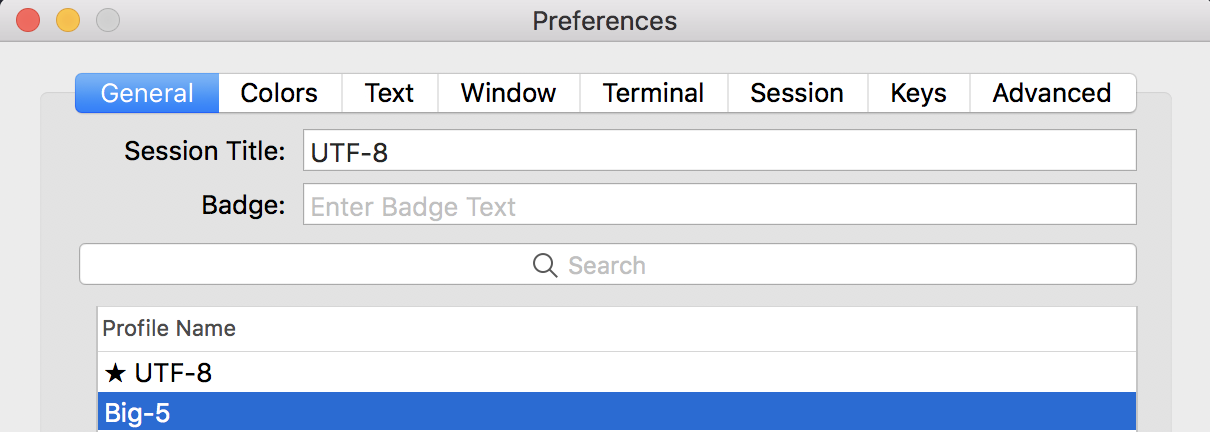 Preferences
General Colors Text Window Terminal Session Keys Advanced
Session Title: UTF-8
Badge: Enter Badge Text
Search
Profile Name
★ UTF-8
Big-5